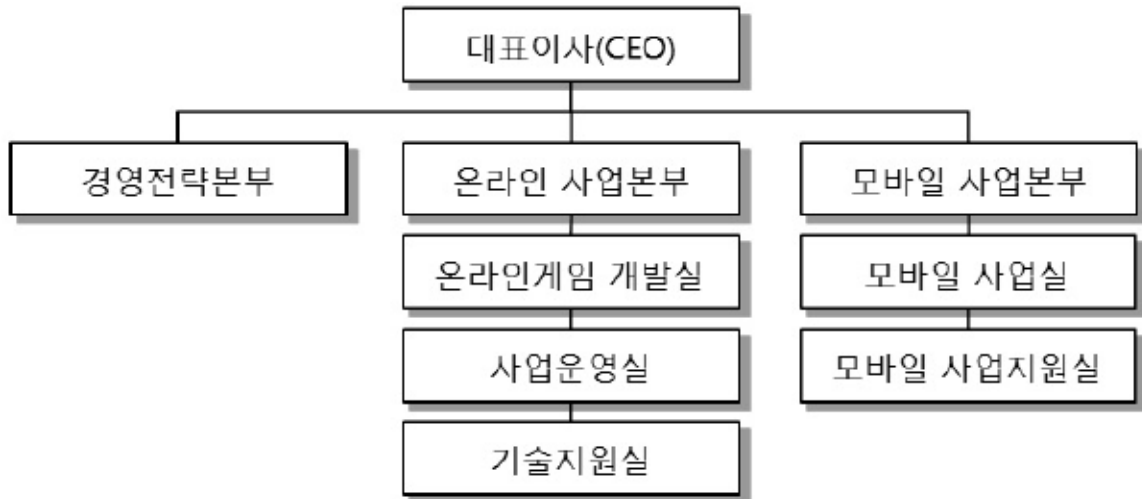 대표이사(CEO)
경영전략본부
온라인 사업본부
모바일 사업본부
온라인게임 개발실
모바일 사업실
사업운영실
모바일 사업지원실
기술지원실